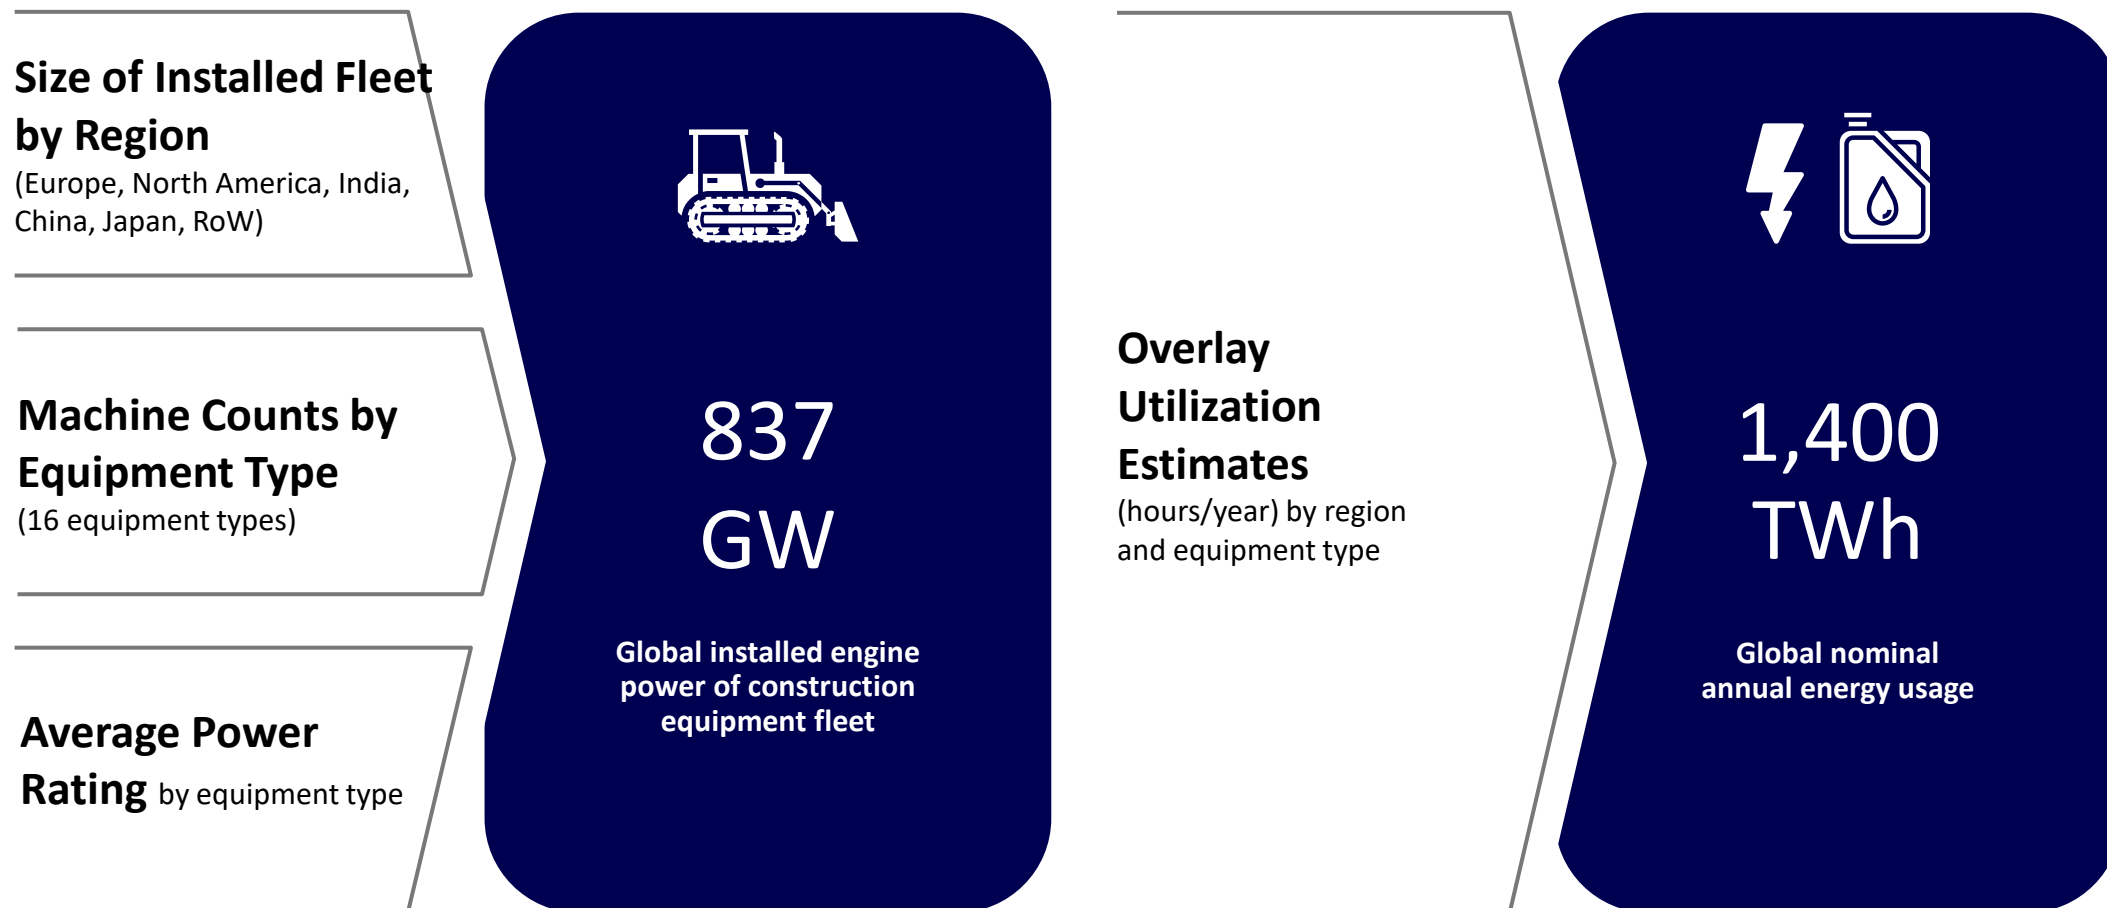 Size of Installed Fleet
by Region
(Europe, North America, India,
China, Japan, RoW)
Machine Counts by
Equipment Type
(16 equipment types)
Average Power
Rating by equipment type
837
GW
Global installed engine
power of construction
equipment fleet
Overlay
Utilization
Estimates
(hours/year) by region
and equipment type
1,400
TWh
Global nominal
annual energy usage